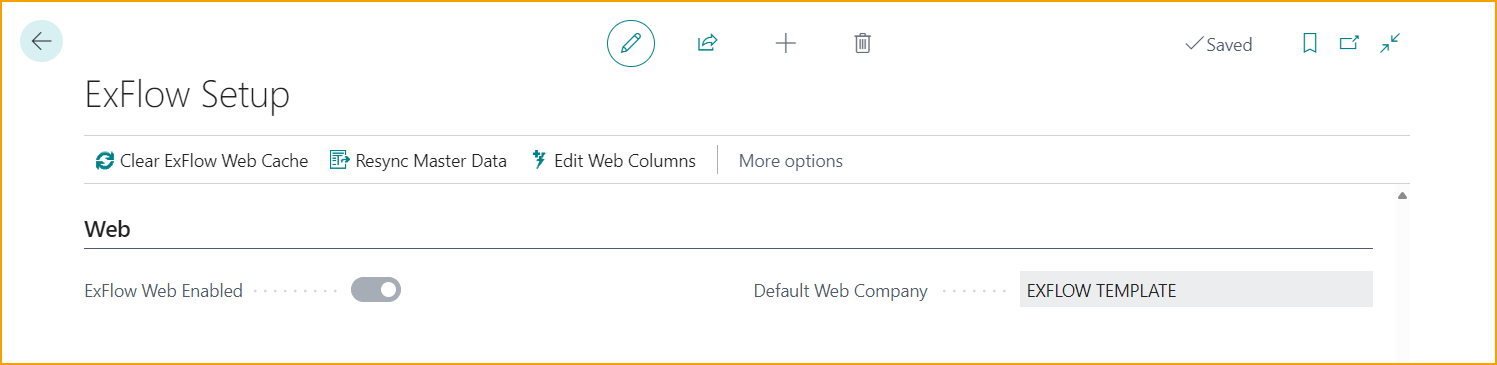 Saved
ExFlow Setup
Clear ExFlow Web Cache Resync Master Data Edit Web Columns More options
Web
ExFlow Web Enabled Default Web Company EXFLOW TEMPLATE